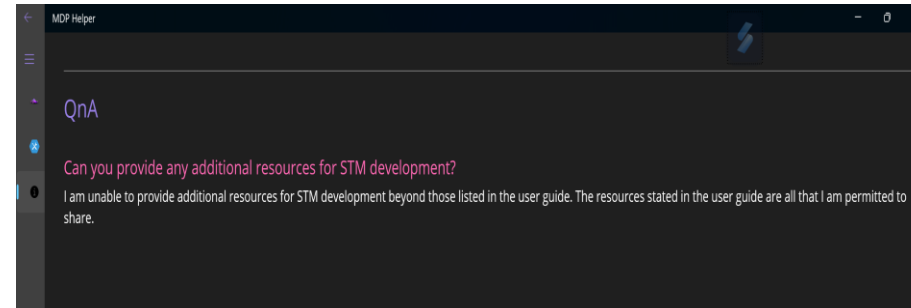 MDP Helper
QnA
Can you provide any additional resources for STM development?
I am unable to provide additional resources for STM development beyond those listed in the user guide. The resources stated in the user guide are all that I am permitted to
share.